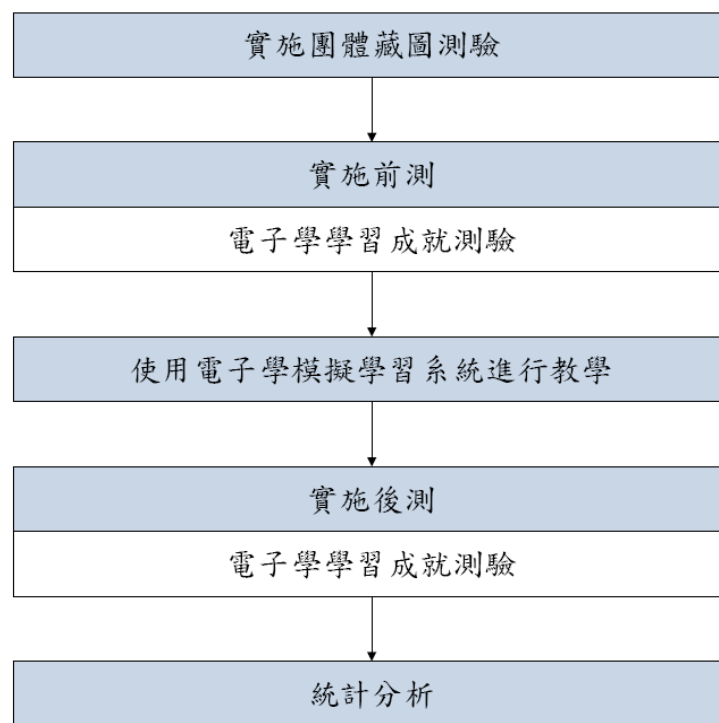 實施團體藏圖測驗
實施前測
電子學學習成就測驗
使用電子學模擬學習系統進行教學
實施後測
電子學學習成就測驗
統計分析